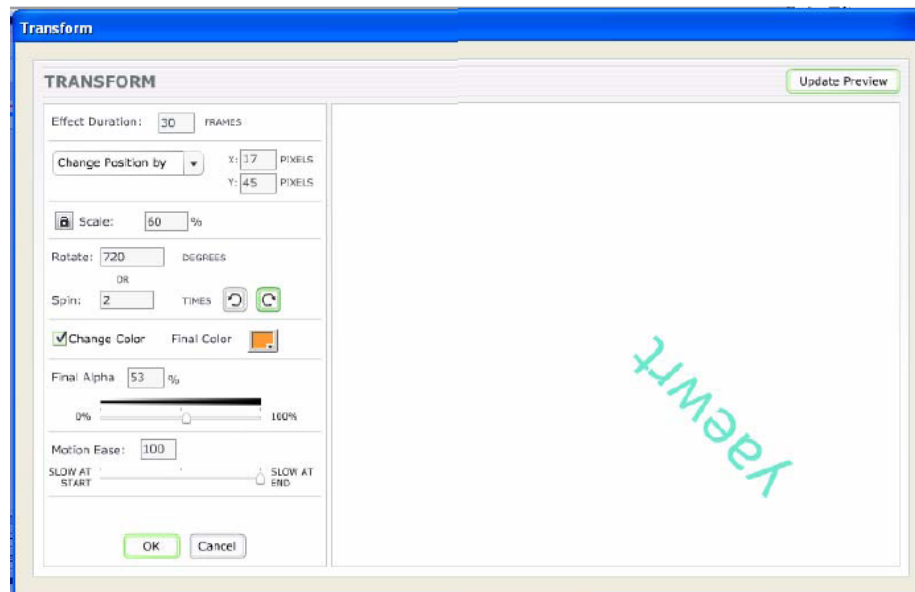 Transform
TRANSFORM
Update Preview
Effect Duration: 30 FRAMES
Change Position by X: 17 PIXELS
Y: 45 PIXELS
Scale: 60 %
Rotate: 720 DEGREES
OR
Spin: 2 TIMES
Change Color Final Color
Final Alpha 53 %
0% 100%
Motion Ease: 100
SLOW AT START SLOW AT END
OK Cancel
yaewrt